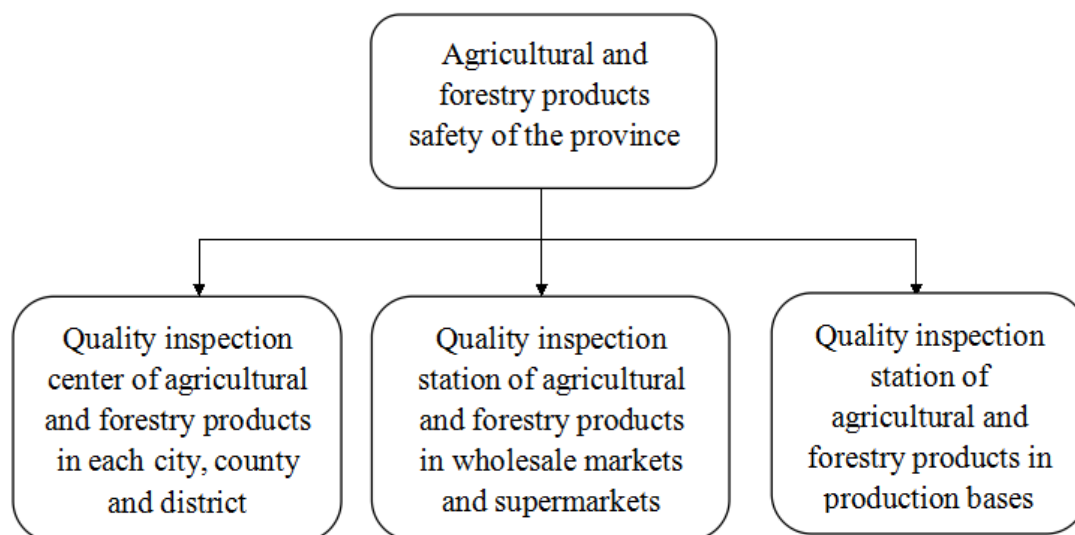 Agricultural and
forestry products
safety of the province
Quality inspection
center of agricultural
and forestry products
in each city, county
and district
Quality inspection
station of agricultural
and forestry products
in wholesale markets
and supermarkets
Quality inspection
station of
agricultural and
forestry products in
production bases